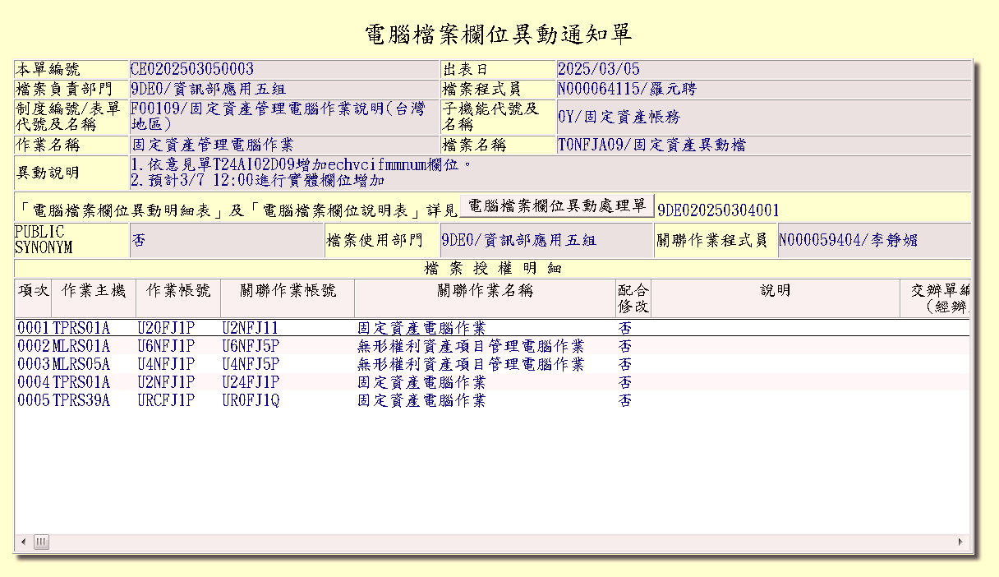 電腦檔案欄位異動通知單
本單編號 CE0202503050003 出表日 2025/03/05
檔案負責部門 9DE0/資訊部應用五組 檔案程式員 N000064115/羅元聘
制度編號/表單代號及名稱 F00109/固定資產管理電腦作業說明(台灣地區) 子機能代號及名稱 0Y/固定資產帳務
作業名稱 固定資產管理電腦作業 檔案名稱 T0NFJA09/固定資產異動檔
異動說明 1.依意見單T24AI02D09增加echvcifmmnum欄位。
2.預計3/7 12:00進行實體欄位增加
「電腦檔案欄位異動明細表」及「電腦檔案欄位說明表」詳見 電腦檔案欄位異動處理單 9DE020250304001
PUBLIC SYNONYM 否 檔案使用部門 9DE0/資訊部應用五組 關聯作業程式員 N000059404/李靜媚
檔 案 授 權 明 細
項次 作業主機 作業帳號 關聯作業帳號 關聯作業名稱 配合修改 說明 交辦單編
(經辦
0001 TPRS01A U20FJ1P U2NFJ11 固定資產電腦作業 否
0002 MLRS01A U6NFJ1P U6NFJ5P 無形權利資產項目管理電腦作業 否
0003 MLRS05A U4NFJ1P U4NFJ5P 無形權利資產項目管理電腦作業 否
0004 TPRS01A U2NFJ1P U24FJ1P 固定資產電腦作業 否
0005 TPRS39A URCFJ1P UR0FJ1Q 固定資產電腦作業 否